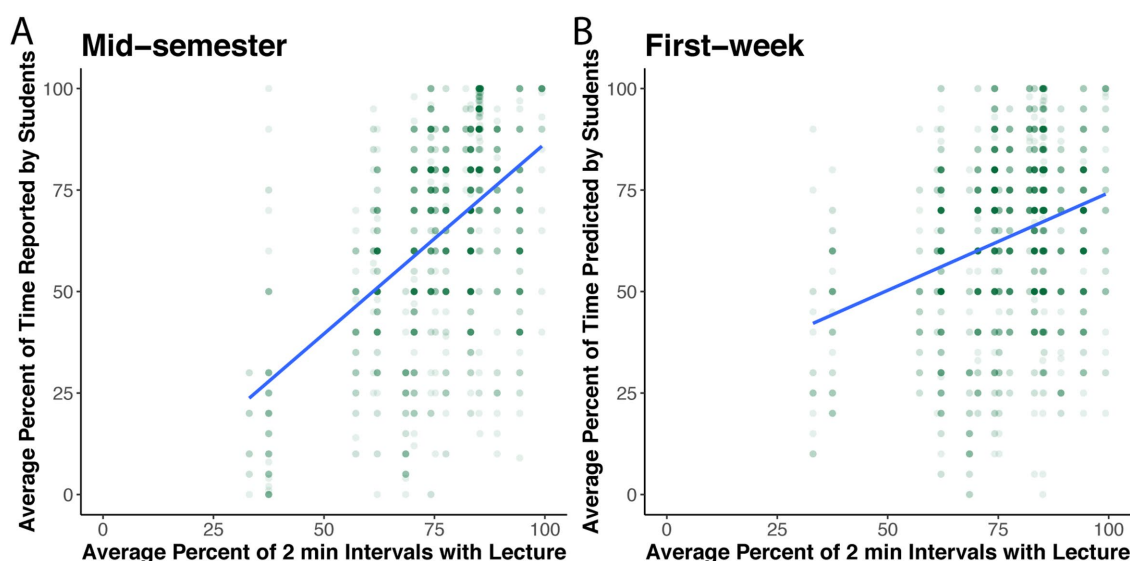 A
Mid–semester
Average Percent of Time Reported by Students
100
75
50
25
0
0 25 50 75 100
Average Percent of 2 min Intervals with Lecture
B
First–week
Average Percent of Time Predicted by Students
100
75
50
25
0
0 25 50 75 100
Average Percent of 2 min Intervals with Lecture